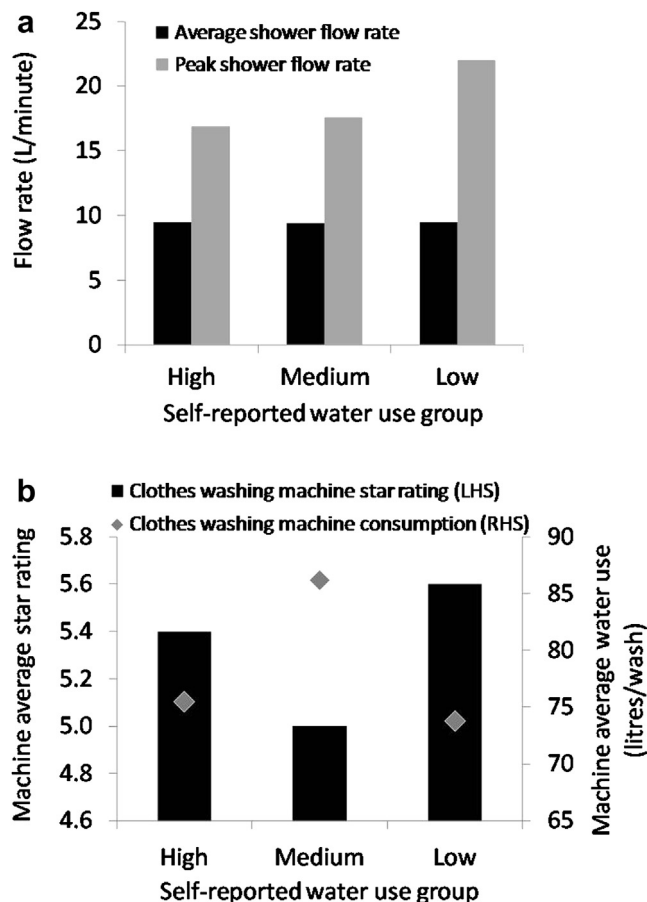 a
Average shower flow rate
Peak shower flow rate
Flow rate (L/minute)
25
20
15
10
5
0
High Medium Low
Self-reported water use group
b
Clothes washing machine star rating (LHS)
Clothes washing machine consumption (RHS)
Machine average star rating
5.8
5.6
5.4
5.2
5.0
4.8
4.6
90
85
80
75
70
65
Machine average water use
(litres/wash)
High Medium Low
Self-reported water use group